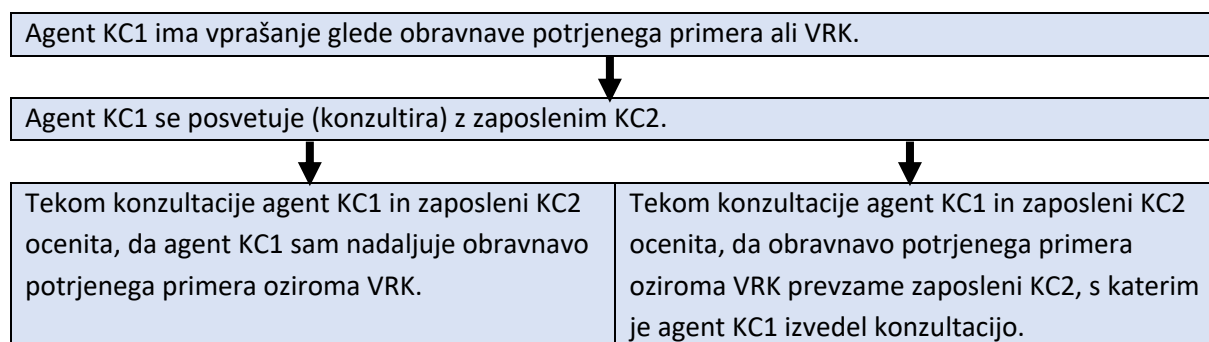 Agent KC1 ima vprašanje glede obravnave potrjenega primera ali VRK.
Agent KC1 se posvetuje (konzultira) z zaposlenim KC2.
Tekom konzultacije agent KC1 in zaposleni KC2
ocenita, da agent KC1 sam nadaljuje obravnavo
potrjenega primera oziroma VRK.
Tekom konzultacije agent KC1 in zaposleni KC2
ocenita, da obravnavo potrjenega primera
oziroma VRK prevzame zaposleni KC2, s katerim
je agent KC1 izvedel konzultacijo.